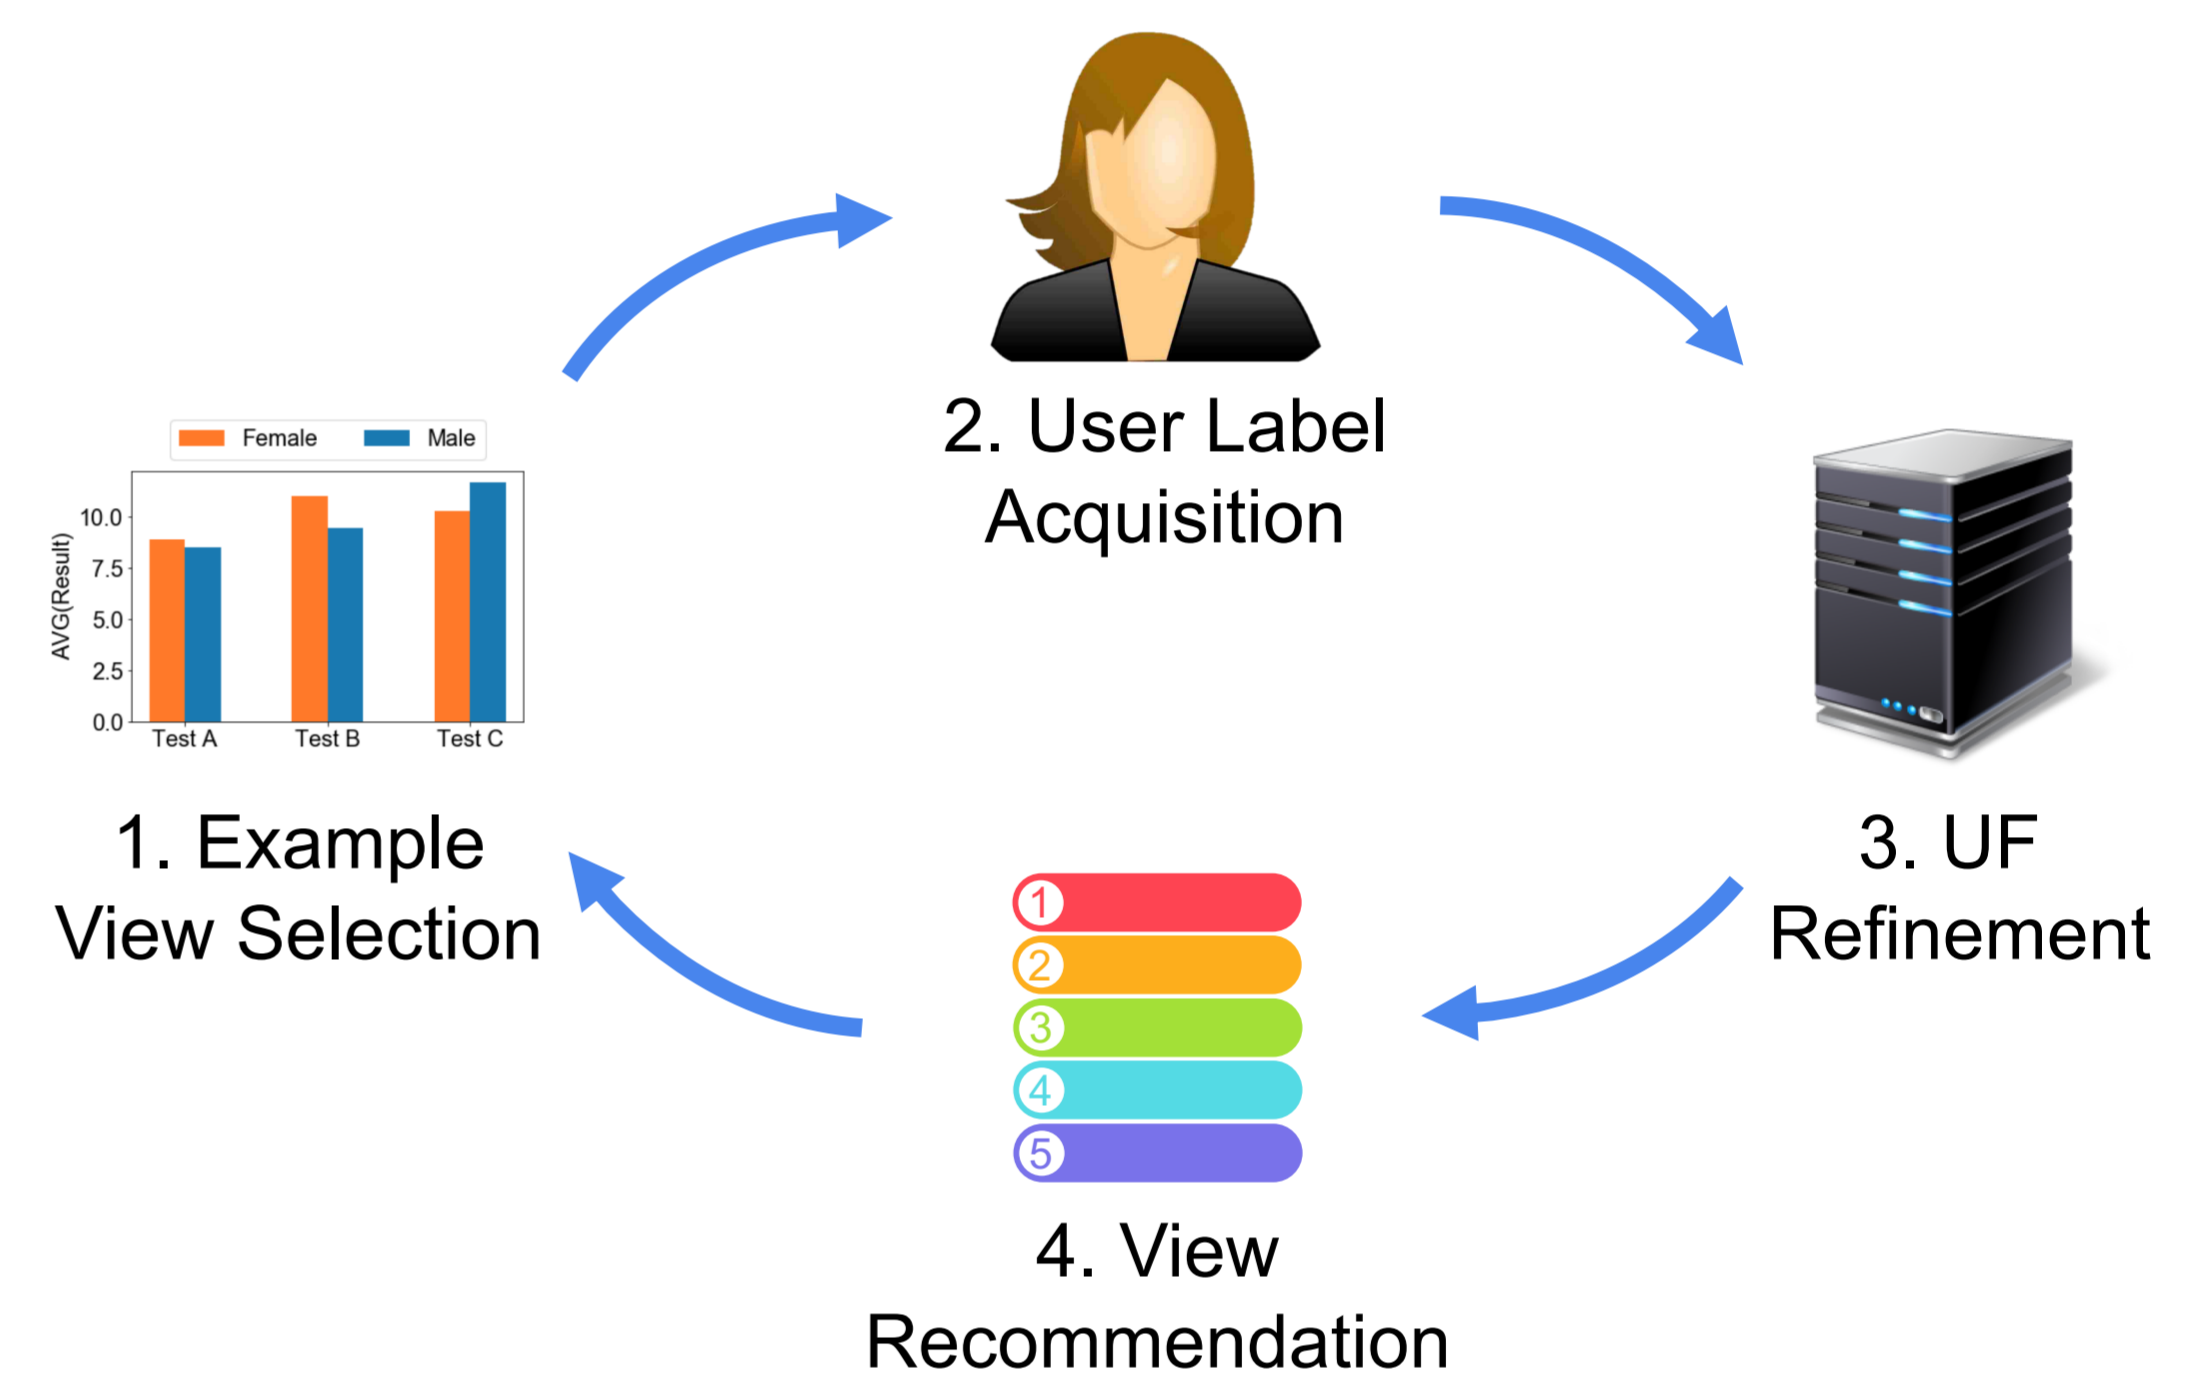 Female
Male
AVG(Result)
10.0
7.5
5.0
2.5
0.0
Test A
Test B
Test C
1. Example
View Selection
2. User Label
Acquisition
3. UF
Refinement
1
2
3
4
5
4. View
Recommendation